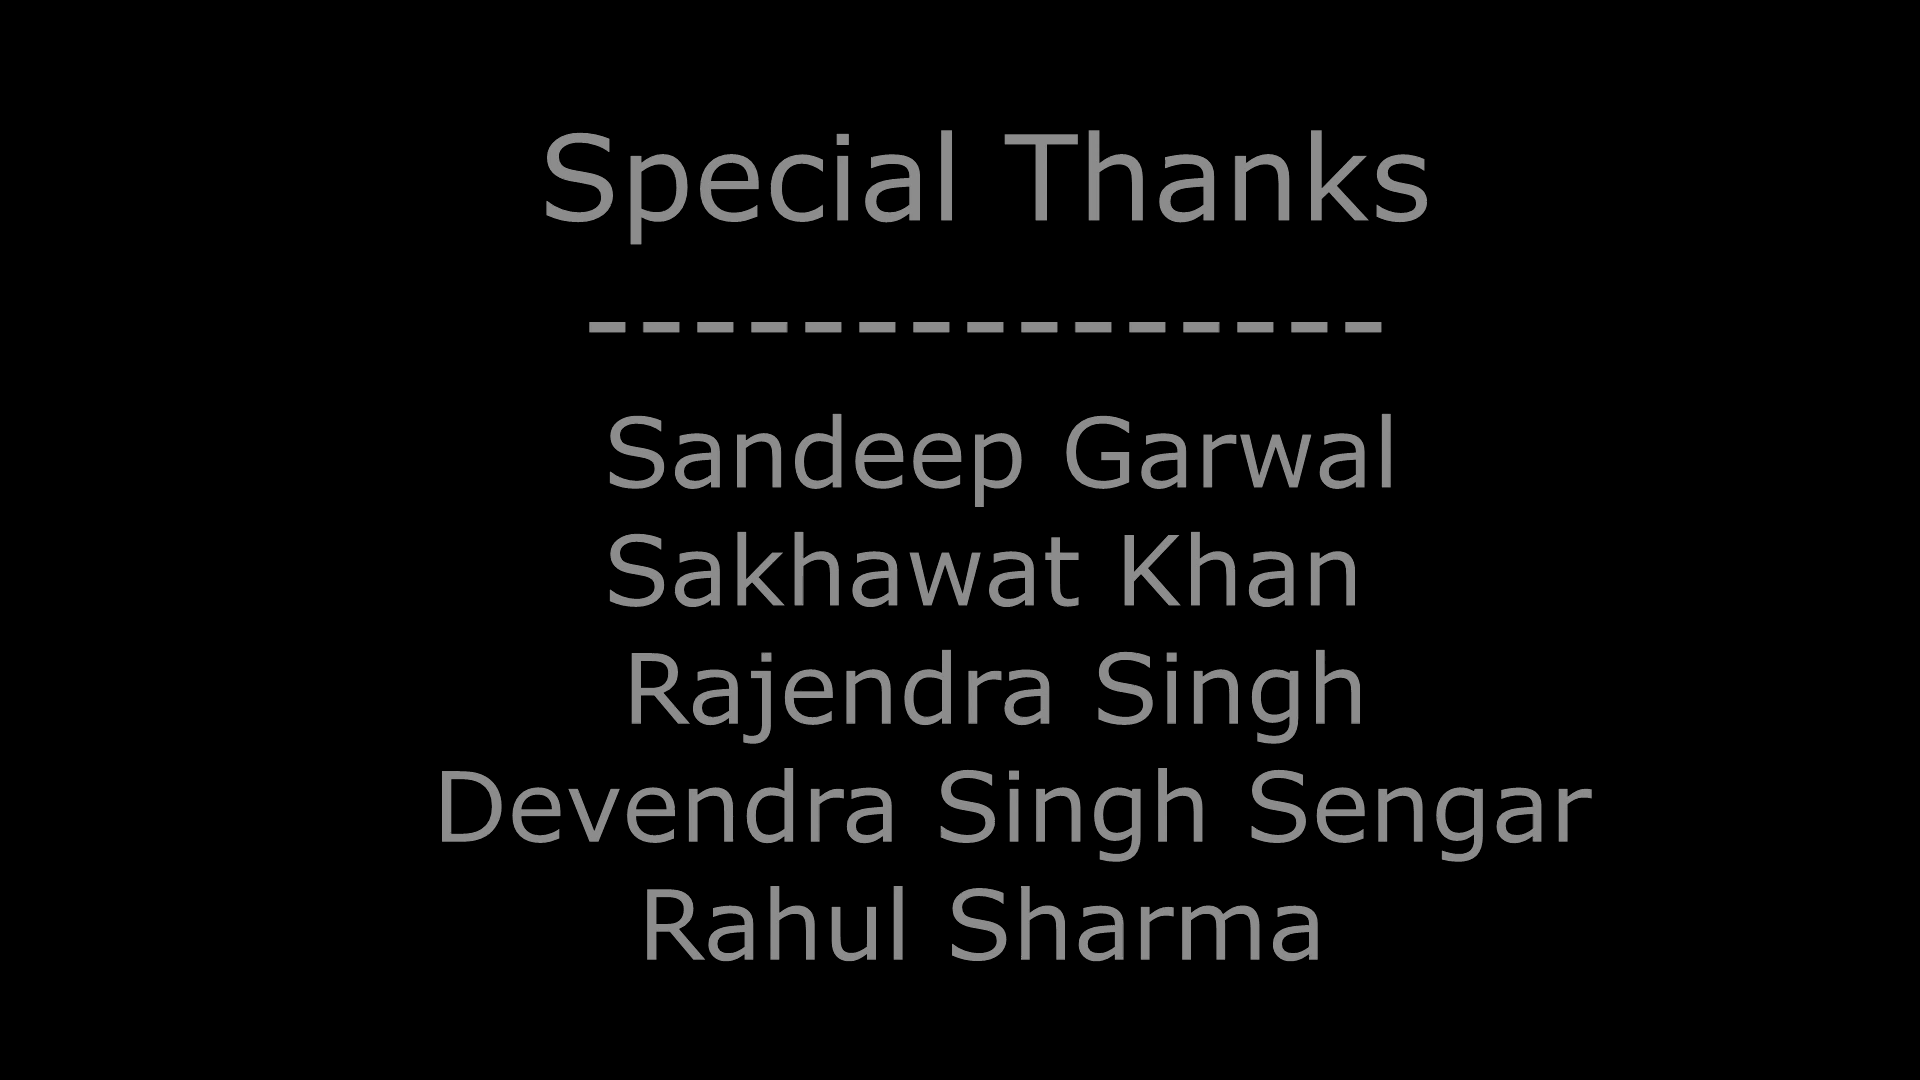 Special Thanks
---------------
Sandeep Garwal
Sakhawat Khan
Rajendra Singh
Devendra Singh Sengar
Rahul Sharma